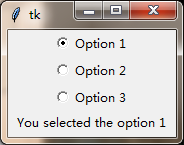 tk
Option 1
Option 2
Option 3
You selected the option 1